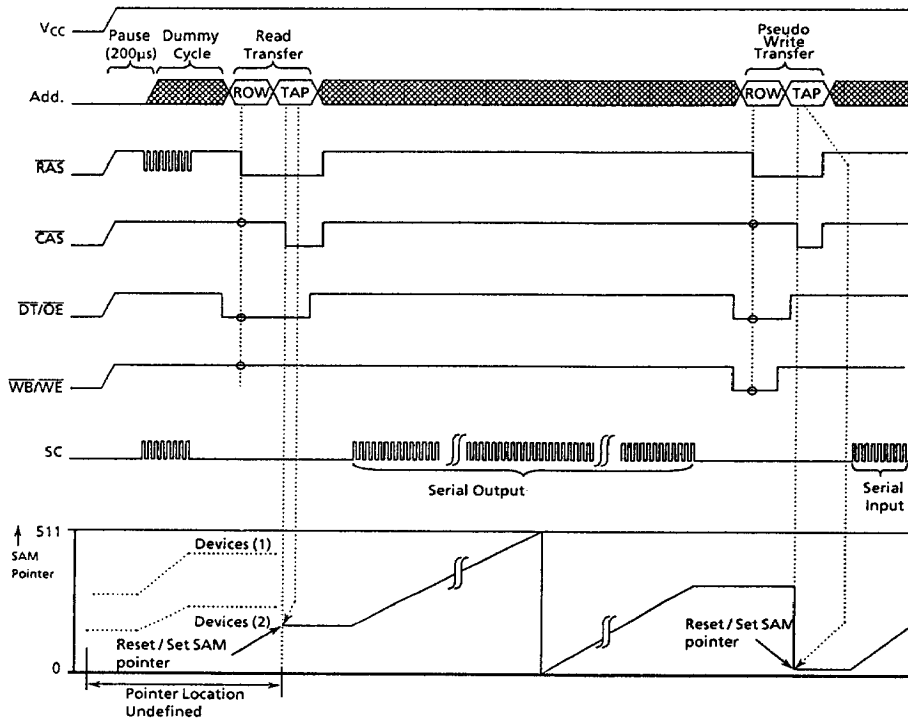 VCC
Pause
(200μs)
Dummy
Cycle
Read
Transfer
Pseudo
Write
Transfer
Add.
ROW
TAP
ROW
TAP
RAS
CAS
DT/OE
WB/WE
SC
Serial Output
Serial
Input
511
SAM
Pointer
Devices (1)
Devices (2)
Reset / Set SAM
pointer
Reset / Set SAM
pointer
0
Pointer Location
Undefined